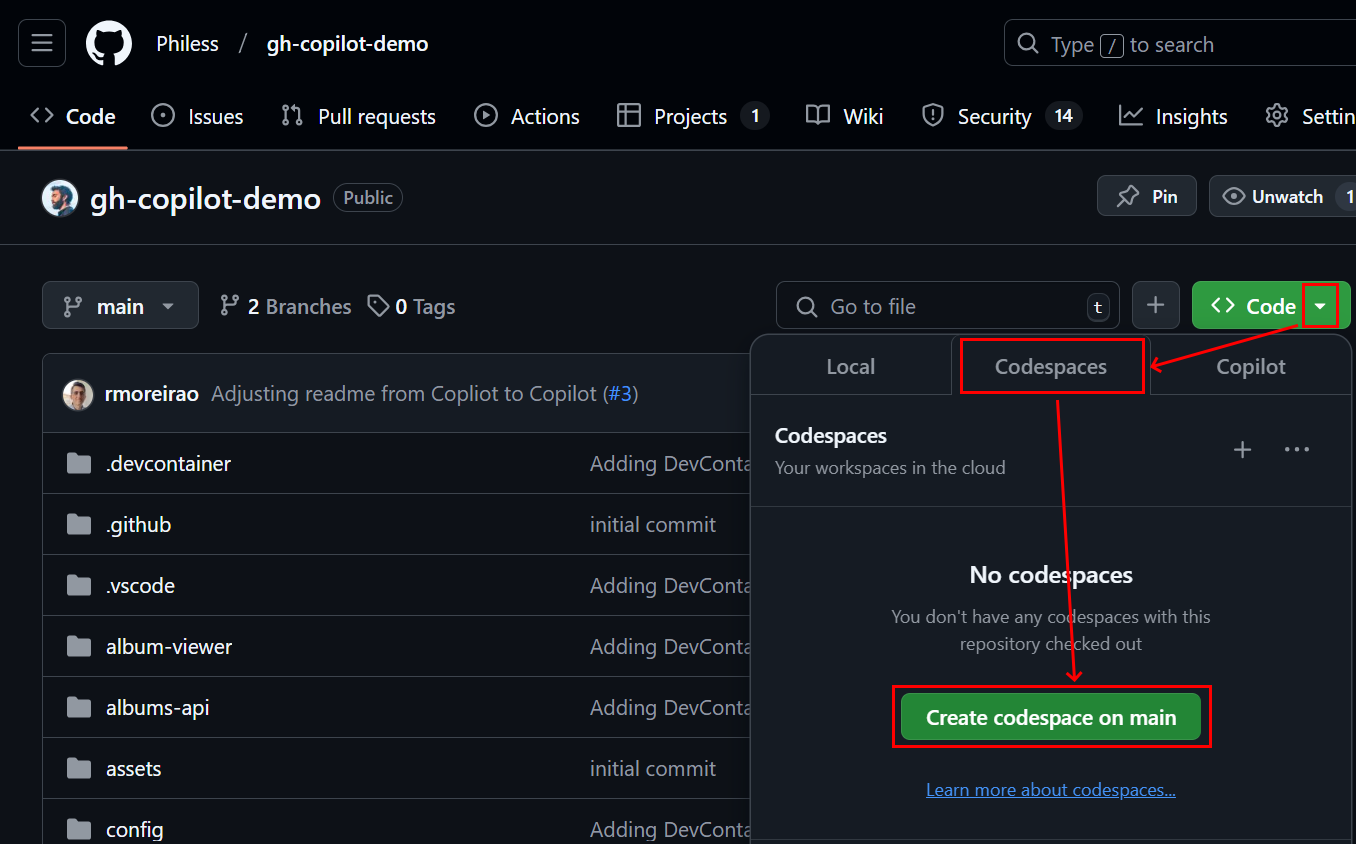 Philess / gh-copilot-demo Type / to search
Code Issues Pull requests Actions Projects 1 Wiki Security 14 Insights Settin
gh-copilot-demo Public Pin Unwatch 1
main 2 Branches 0 Tags Go to file t Code
Local Codespaces Copilot
rmoreirao Adjusting readme from Copliot to Copilot (#3)
Codespaces
Your workspaces in the cloud
.devcontainer Adding DevConta
.github initial commit
No codespaces
.vscode Adding DevConta
You don't have any codespaces with this
repository checked out
album-viewer Adding DevConta
albums-api Adding DevConta
Create codespace on main
assets initial commit
Learn more about codespaces...
config Adding DevConta